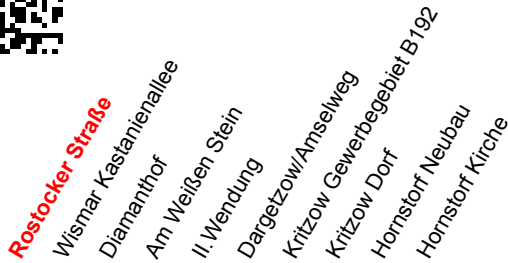 Rostocker Straße
Wismar Kastanienallee
Diamanthof
Am Weißen Stein
II.Wendung
Dargetzow/Amselweg
Kritzow Gewerbegebiet B192
Kritzow Dorf
Hornstorf Neubau
Hornstorf Kirche